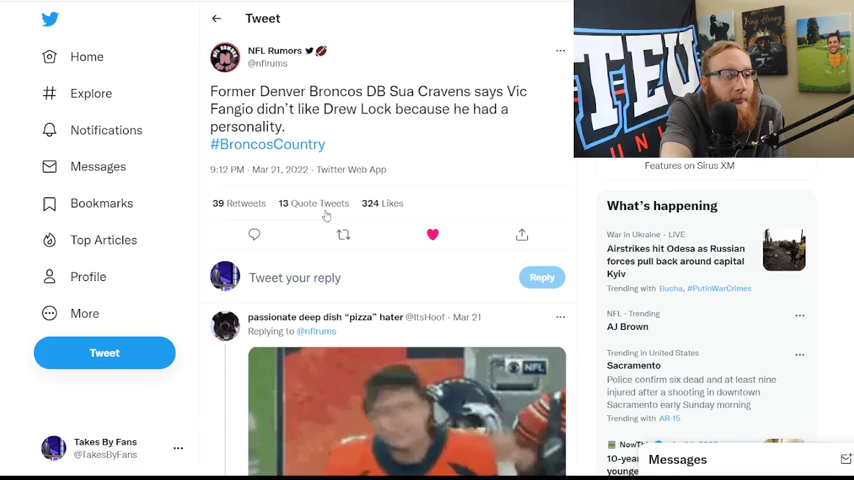 Tweet
NFL Rumors
@nflrums
Former Denver Broncos DB Sua Cravens says Vic
Fangio didn't like Drew Lock because he had a
personality.
#BroncosCountry
9:12 PM · Mar 21, 2022 · Twitter Web App
39 Retweets 13 Quote Tweets 324 Likes
Tweet your reply
Reply
passionate deep dish "pizza" hater @ItsHoof · Mar 21
Replying to @nflrums
NFL
Home
Explore
Notifications
Messages
Bookmarks
Top Articles
Profile
More
Tweet
Takes By Fans
@TakesByFans
Features on Sirus XM
What's happening
War in Ukraine · LIVE
Airstrikes hit Odesa as Russian
forces pull back around capital
Kyiv
Trending with Bucha, #PutinWarCrimes
NFL · Trending
AJ Brown
Trending in United States
Sacramento
Police confirm six dead and at least nine
injured after a shooting in downtown
Sacramento early Sunday morning
Trending with AR-15
10-yea
younge
Messages